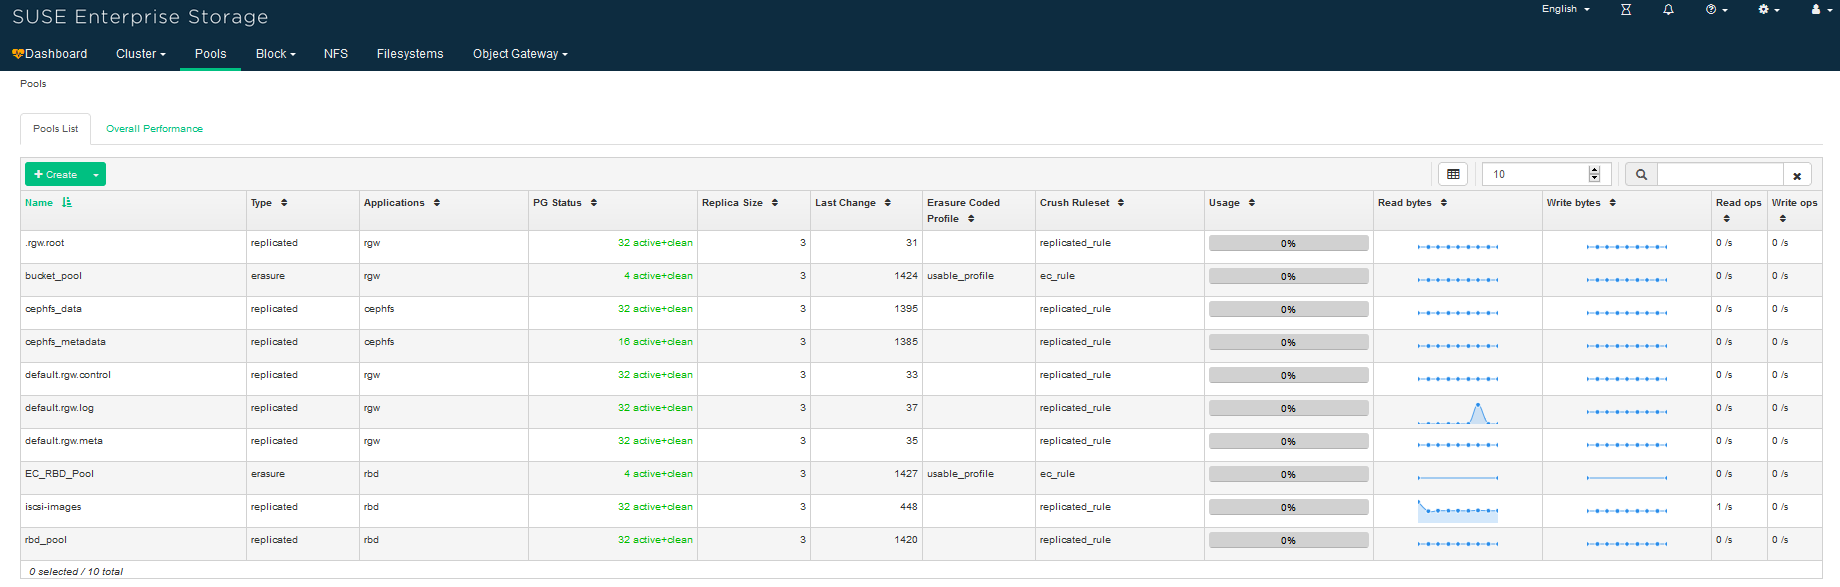 SUSE Enterprise Storage
English
Dashboard Cluster Pools Block NFS Filesystems Object Gateway
Pools
Pools List Overall Performance
Create 10
Name Type Applications PG Status Replica Size Last Change Erasure Coded Profile Crush Ruleset Usage Read bytes Write bytes Read ops Write ops
.rgw.root replicated rgw 32 active+clean 3 31 replicated_rule 0% 0 /s 0 /s
bucket_pool erasure rgw 4 active+clean 3 1424 usable_profile ec_rule 0% 0 /s 0 /s
cephfs_data replicated cephfs 32 active+clean 3 1395 replicated_rule 0% 0 /s 0 /s
cephfs_metadata replicated cephfs 16 active+clean 3 1385 replicated_rule 0% 0 /s 0 /s
default.rgw.control replicated rgw 32 active+clean 3 33 replicated_rule 0% 0 /s 0 /s
default.rgw.log replicated rgw 32 active+clean 3 37 replicated_rule 0% 0 /s 0 /s
default.rgw.meta replicated rgw 32 active+clean 3 35 replicated_rule 0% 0 /s 0 /s
EC_RBD_Pool erasure rbd 4 active+clean 3 1427 usable_profile ec_rule 0% 0 /s 0 /s
iscsi-images replicated rbd 32 active+clean 3 448 replicated_rule 0% 1 /s 0 /s
rbd_pool replicated rbd 32 active+clean 3 1420 replicated_rule 0% 0 /s 0 /s
0 selected / 10 total